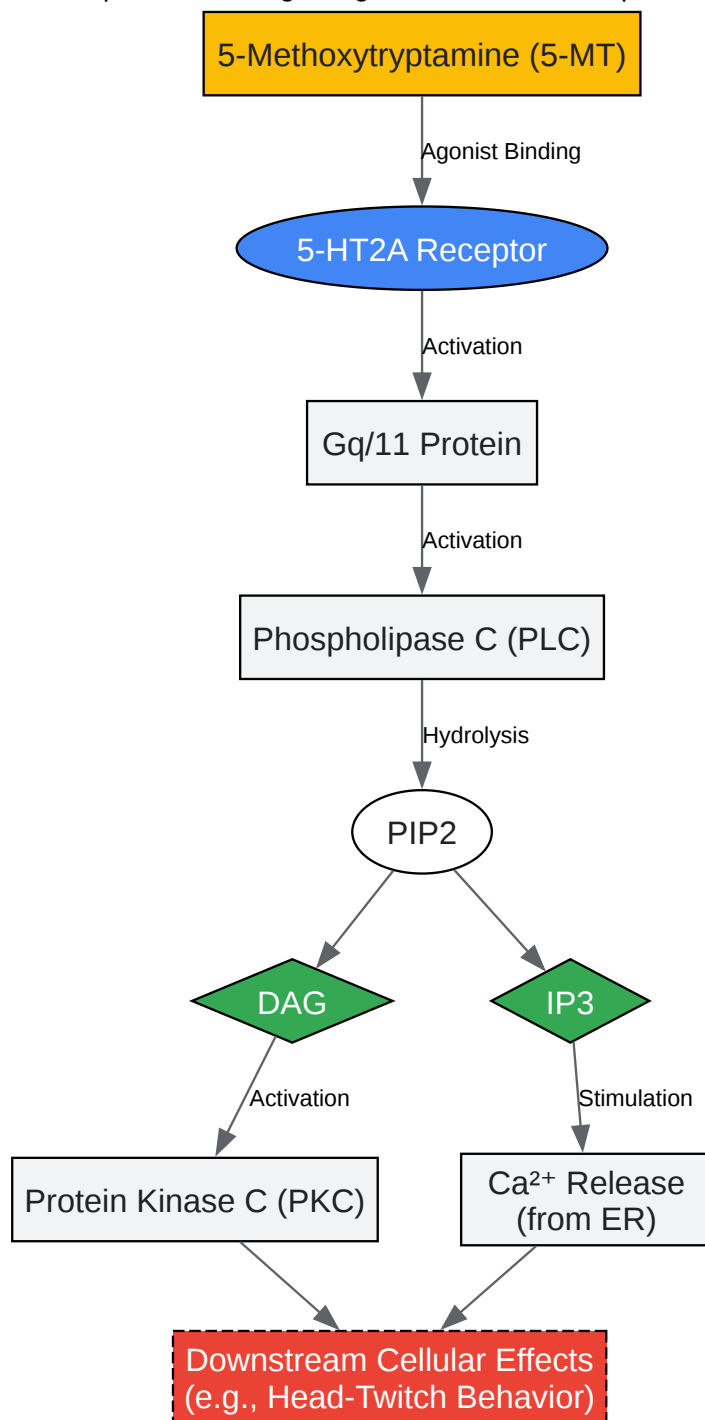 5-Methoxytryptamine (5-MT)
Agonist Binding
5-HT2A Receptor
Activation
Gq/11 Protein
Activation
Phospholipase C (PLC)
Hydrolysis
PIP2
DAG
IP3
Activation
Stimulation
Protein Kinase C (PKC)
Ca²⁺ Release
(from ER)
Downstream Cellular Effects
(e.g., Head-Twitch Behavior)